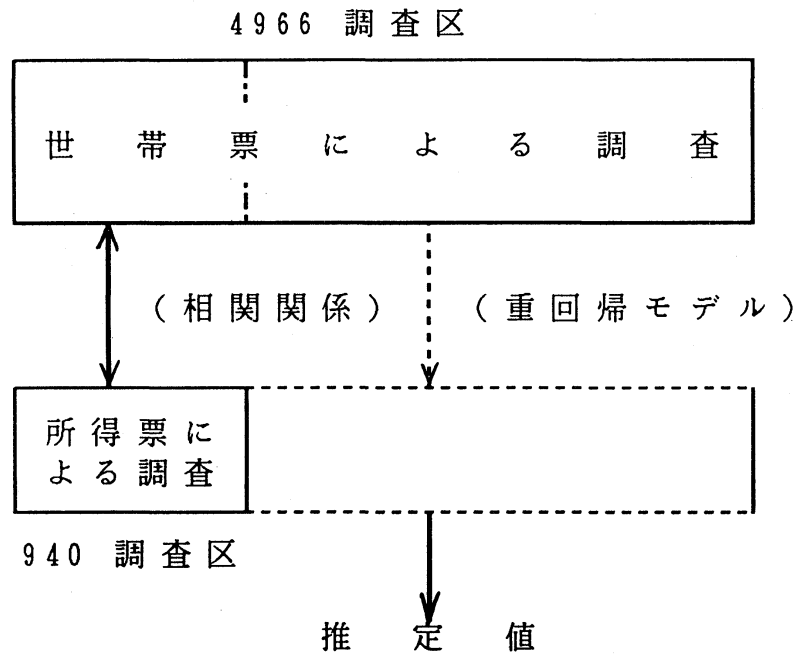 4966 調査区
世帯票による調査
(相関関係)
(重回帰モデル)
所得票に
よる調査
940 調査区
推定値